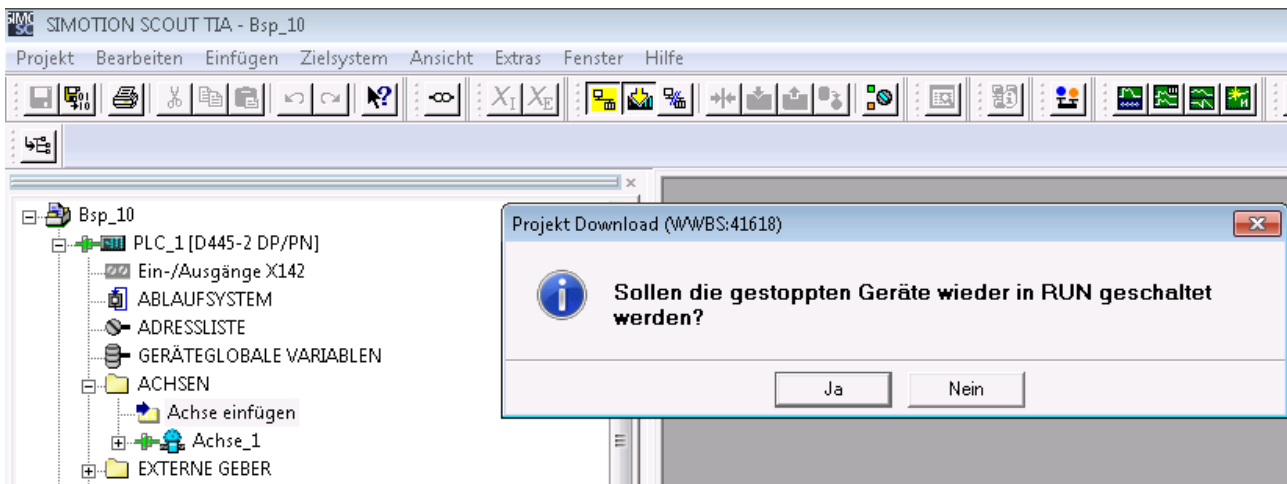 SIMOTION SCOUT TIA - Bsp_10
Projekt Bearbeiten Einfügen Zielsystem Ansicht Extras Fenster Hilfe
Bsp_10
PLC_1 [D445-2 DP/PN]
Ein-/Ausgänge X142
ABLAUFSYSTEM
ADRESSLISTE
GERÄTEGLOBALE VARIABLEN
ACHSEN
Achse einfügen
Achse_1
EXTERNE GEBER
Projekt Download (WWBS:41618)
Sollen die gestoppten Geräte wieder in RUN geschaltet
werden?
Ja Nein